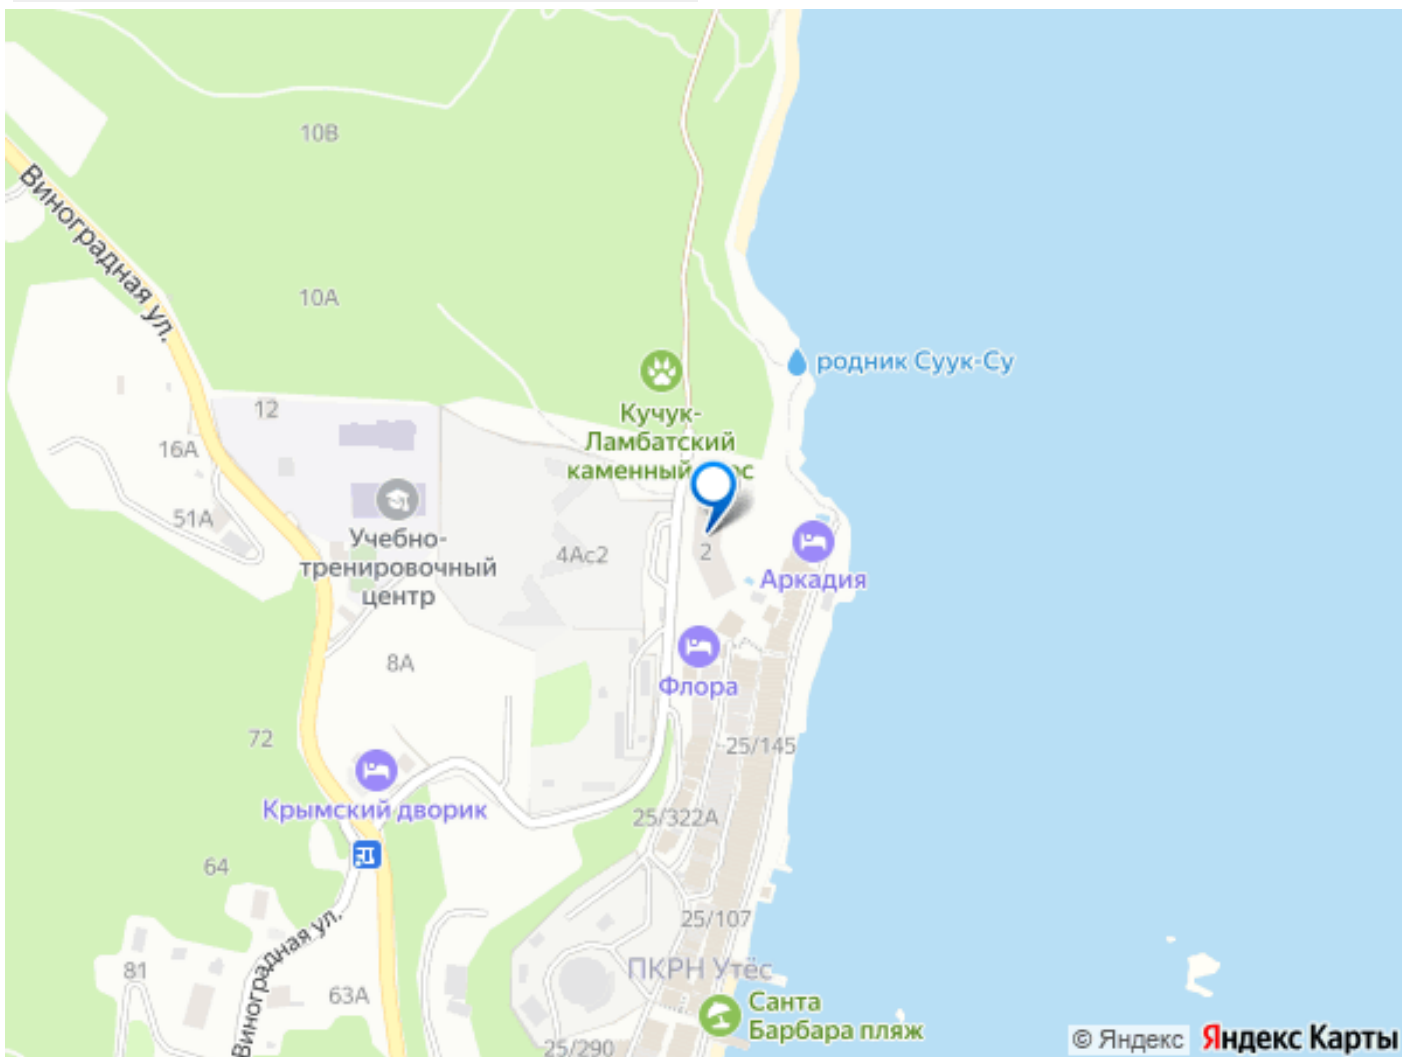 10В
Виноградная ул.
10А
родник Суук-Су
Кучук-
Ламбатский
каменный
12
16А
51А
Учебно-
тренировочный
центр
4Ас2
2
Аркадия
8А
Флора
72
25/145
Крымский дворик
25/322А
64
25/107
Виноградная ул.
81
ПКРН Утёс
63А
Санта
Барбара пляж
25/290
© Яндекс Яндекс Карты